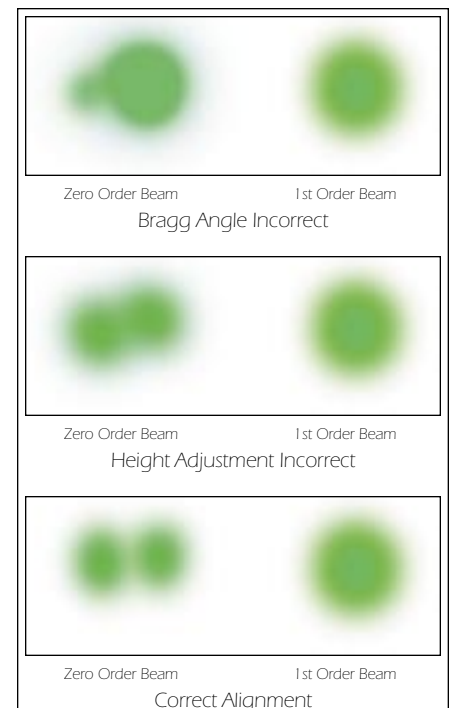 Zero Order Beam 1st Order Beam
Bragg Angle Incorrect
Zero Order Beam 1st Order Beam
Height Adjustment Incorrect
Zero Order Beam 1st Order Beam
Correct Alignment